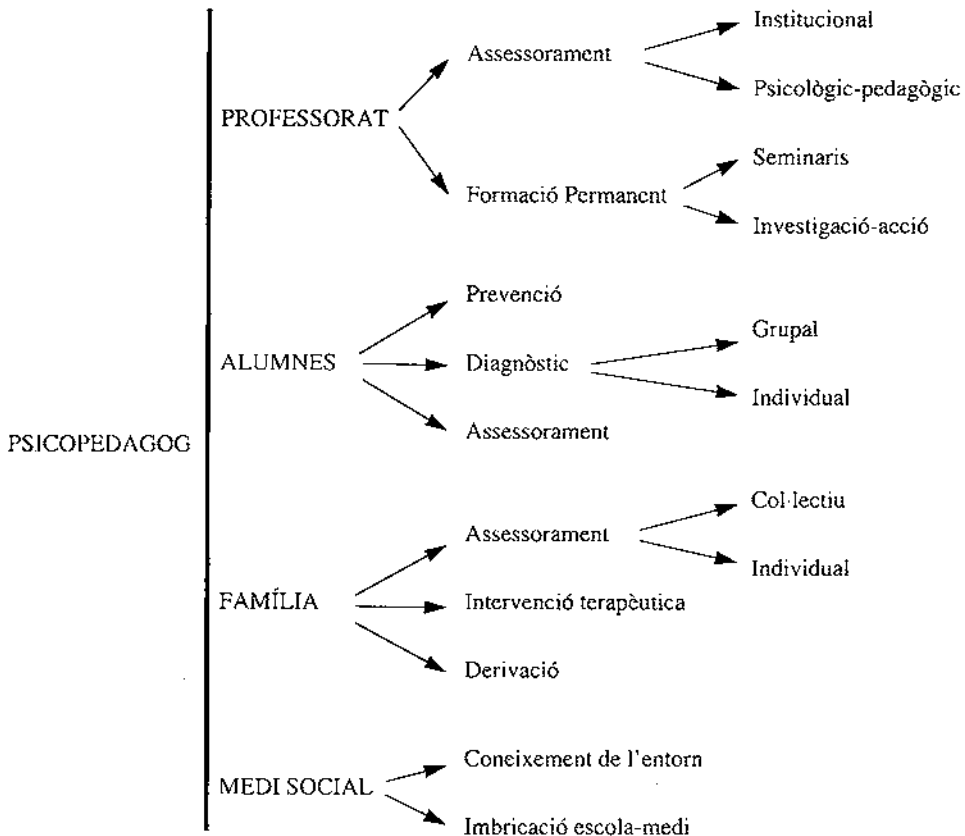 PSICOPEDAGOG
PROFESSORAT
Assessorament
Institucional
Psicològic-pedagògic
Formació Permanent
Seminaris
Investigació-acció
ALUMNES
Prevenció
Diagnòstic
Grupal
Individual
Assessorament
FAMÍLIA
Assessorament
Col·lectiu
Individual
Intervenció terapèutica
Derivació
MEDI SOCIAL
Coneixement de l'entorn
Imbricació escola-medi